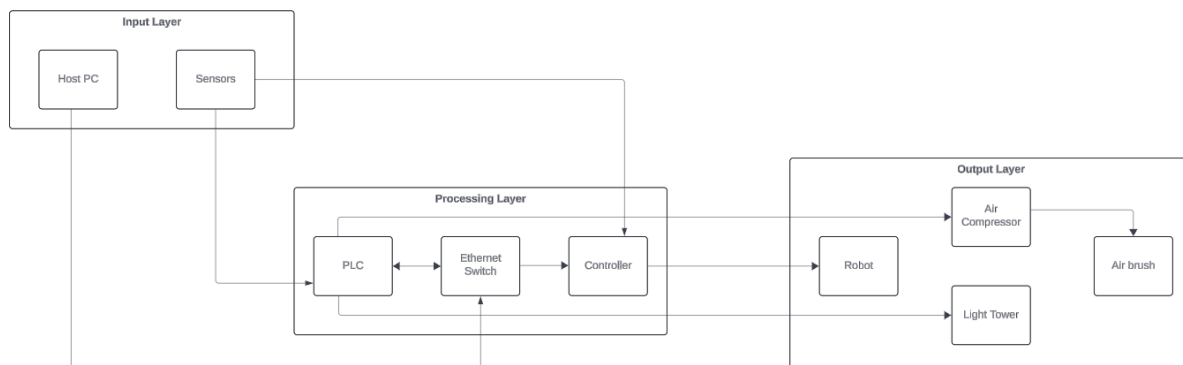 Input Layer
Host PC
Sensors
Processing Layer
PLC
Ethernet
Switch
Controller
Output Layer
Air
Compressor
Robot
Air brush
Light Tower